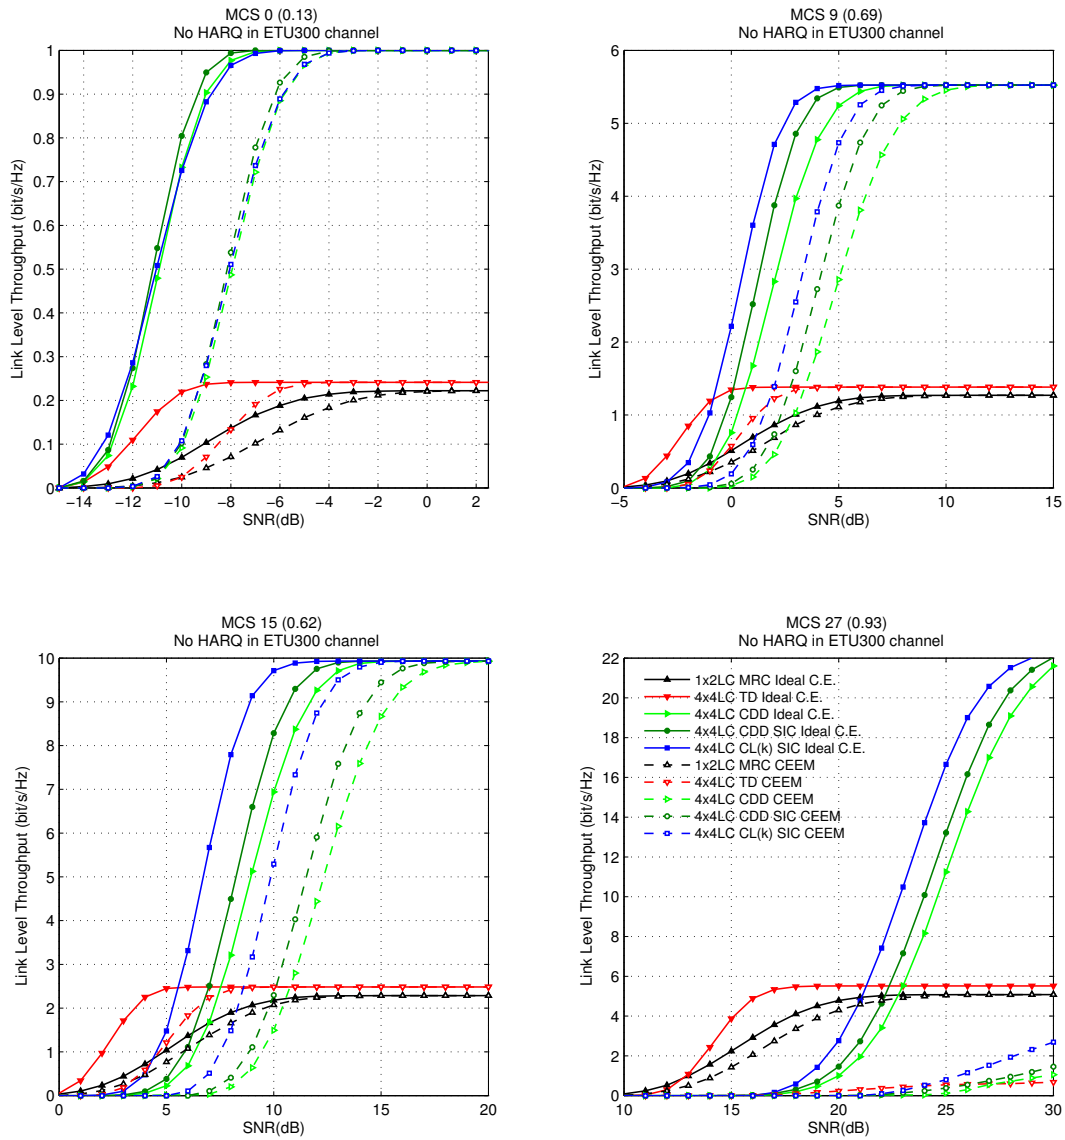 MCS 0 (0.13)
No HARQ in ETU300 channel
1
0.9
0.8
0.7
0.6
0.5
0.4
0.3
0.2
0.1
0
Link Level Throughput (bit/s/Hz)
−14
−12
−10
−8
−6
−4
−2
0
2
SNR(dB)
MCS 9 (0.69)
No HARQ in ETU300 channel
6
5
4
3
2
1
0
Link Level Throughput (bit/s/Hz)
−5
0
5
10
15
SNR(dB)
MCS 15 (0.62)
No HARQ in ETU300 channel
10
9
8
7
6
5
4
3
2
1
0
Link Level Throughput (bit/s/Hz)
0
5
10
15
20
SNR(dB)
MCS 27 (0.93)
No HARQ in ETU300 channel
22
20
18
16
14
12
10
8
6
4
2
0
Link Level Throughput (bit/s/Hz)
1x2LC MRC Ideal C.E.
4x4LC TD Ideal C.E.
4x4LC CDD Ideal C.E.
4x4LC CDD SIC Ideal C.E.
4x4LC CL(k) SIC Ideal C.E.
1x2LC MRC CEEM
4x4LC TD CEEM
4x4LC CDD CEEM
4x4LC CDD SIC CEEM
4x4LC CL(k) SIC CEEM
10
15
20
25
30
SNR(dB)